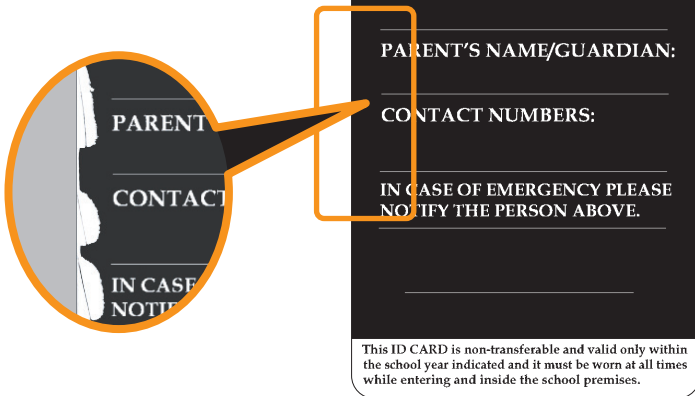 PARENT'S NAME/GUARDIAN:
CONTACT NUMBERS:
IN CASE OF EMERGENCY PLEASE
NOTIFY THE PERSON ABOVE.
This ID CARD is non-transferable and valid only within
the school year indicated and it must be worn at all times
while entering and inside the school premises.
PARENT
CONTACT
IN CASE
NOTIF